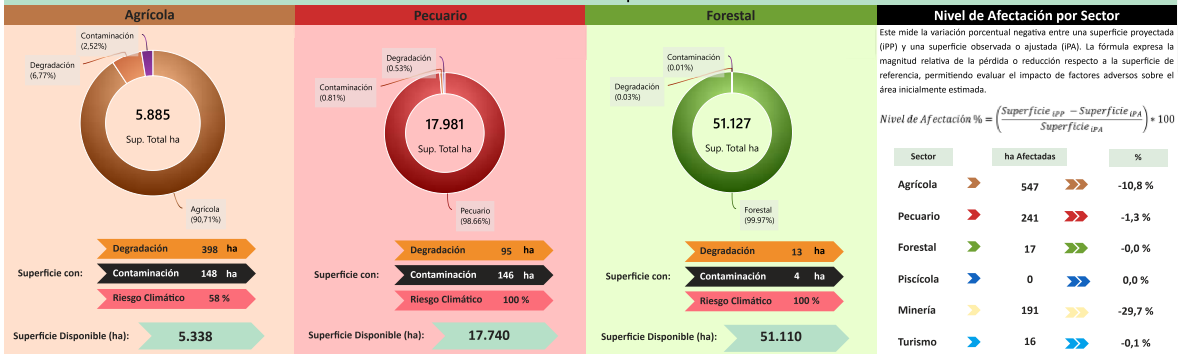 Agrícola
Contaminación
(2,52%)
Degradación
(6,77%)
5.885
Sup. Total ha
Agrícola
(90,71%)
Superficie con:
Degradación 398 ha
Contaminación 148 ha
Riesgo Climático 58 %
Superficie Disponible (ha): 5.338
Pecuario
Degradación
(0.53%)
Contaminación
(0.81%)
17.981
Sup. Total ha
Pecuario
(98.66%)
Superficie con:
Degradación 95 ha
Contaminación 146 ha
Riesgo Climático 100 %
Superficie Disponible (ha): 17.740
Forestal
Contaminación
(0.01%)
Degradación
(0.03%)
51.127
Sup. Total ha
Forestal
(99.97%)
Superficie con:
Degradación 13 ha
Contaminación 4 ha
Riesgo Climático 100 %
Superficie Disponible (ha): 51.110
Nivel de Afectación por Sector
Este mide la variación porcentual negativa entre una superficie proyectada
(iPP) y una superficie observada o ajustada (iPA). La fórmula expresa la
magnitud relativa de la pérdida o reducción respecto a la superficie de
referencia, permitiendo evaluar el impacto de factores adversos sobre el
área inicialmente estimada.
Nivel de Afectación % = (Superficie iPP − Superficie iPA / Superficie iPA) * 100
Sector ha Afectadas %
Agrícola 547 -10,8 %
Pecuario 241 -1,3 %
Forestal 17 -0,0 %
Piscícola 0 0,0 %
Minería 191 -29,7 %
Turismo 16 -0,1 %